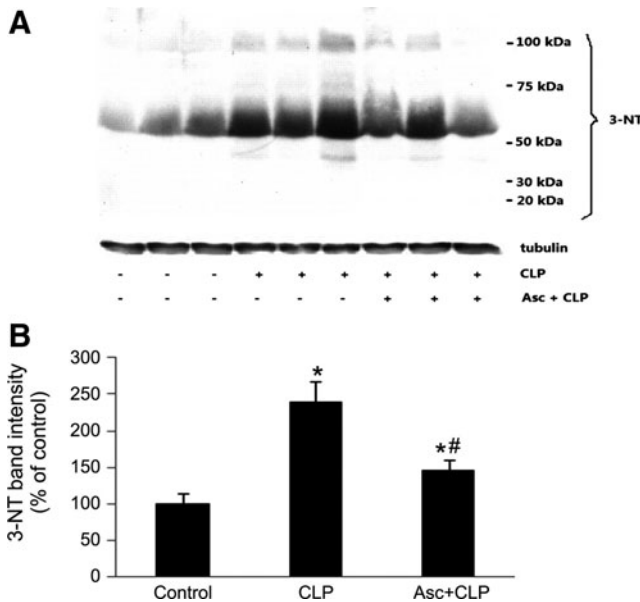 A
- 100 kDa
- 75 kDa
3-NT
- 50 kDa
- 30 kDa
- 20 kDa
tubulin
- - - + + + + + + CLP
- - - - - - + + + Asc + CLP
B
3-NT band intensity
(% of control)
300
250
200
150
100
50
0
*
*#
Control CLP Asc+CLP